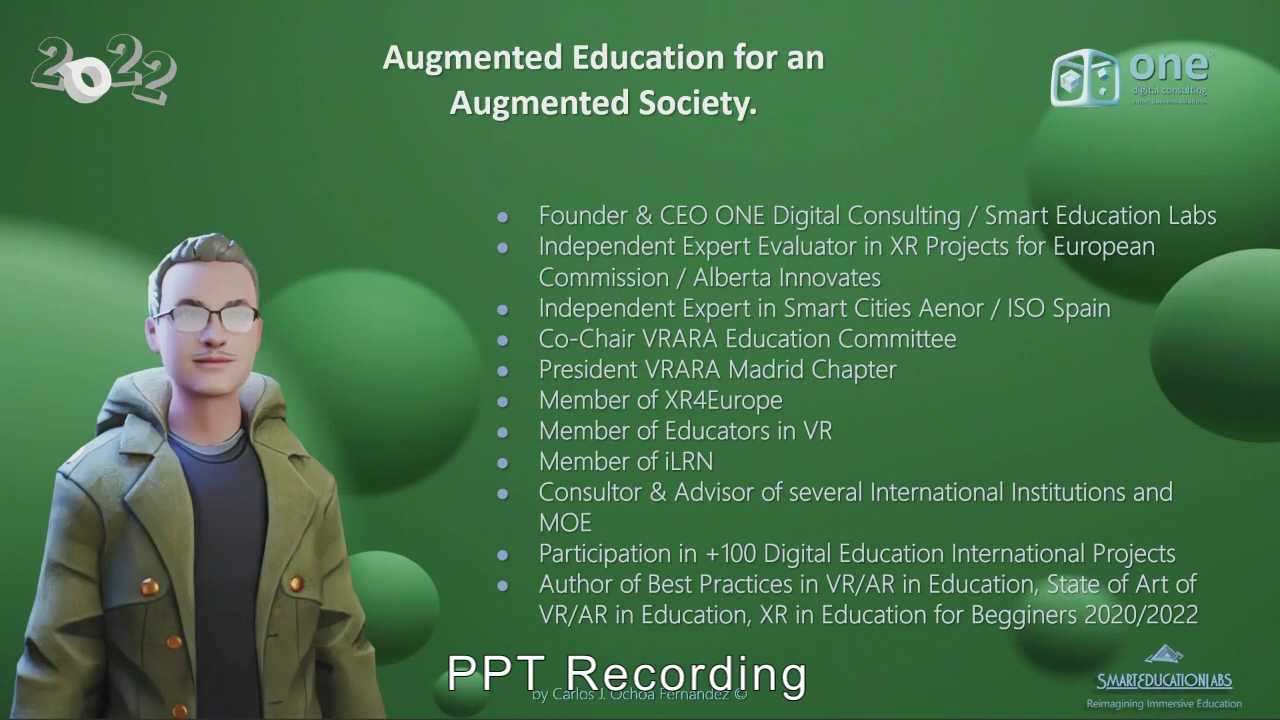 2022
Augmented Education for an
Augmented Society.
one
digital consulting
smart business solutions
Founder & CEO ONE Digital Consulting / Smart Education Labs
Independent Expert Evaluator in XR Projects for European
Commission / Alberta Innovates
Independent Expert in Smart Cities Aenor / ISO Spain
Co-Chair VRARA Education Committee
President VRARA Madrid Chapter
Member of XR4Europe
Member of Educators in VR
Member of iLRN
Consultor & Advisor of several International Institutions and
MOE
Participation in +100 Digital Education International Projects
Author of Best Practices in VR/AR in Education, State of Art of
VR/AR in Education, XR in Education for Begginers 2020/2022
PPT Recording
by Carlos J. Ochoa Fernandez ©
SMARTEDUCATIONLABS
Reimagining Immersive Education